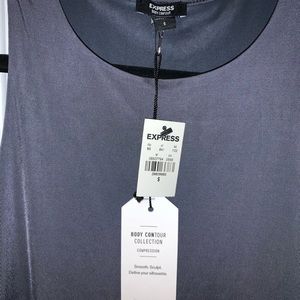 EXPRESS
BODY CONTOUR
S
EXPRESS
S
BODY CONTOUR
COLLECTION
COMPRESSION
Smooth. Sculpt.
Define your silhouette.